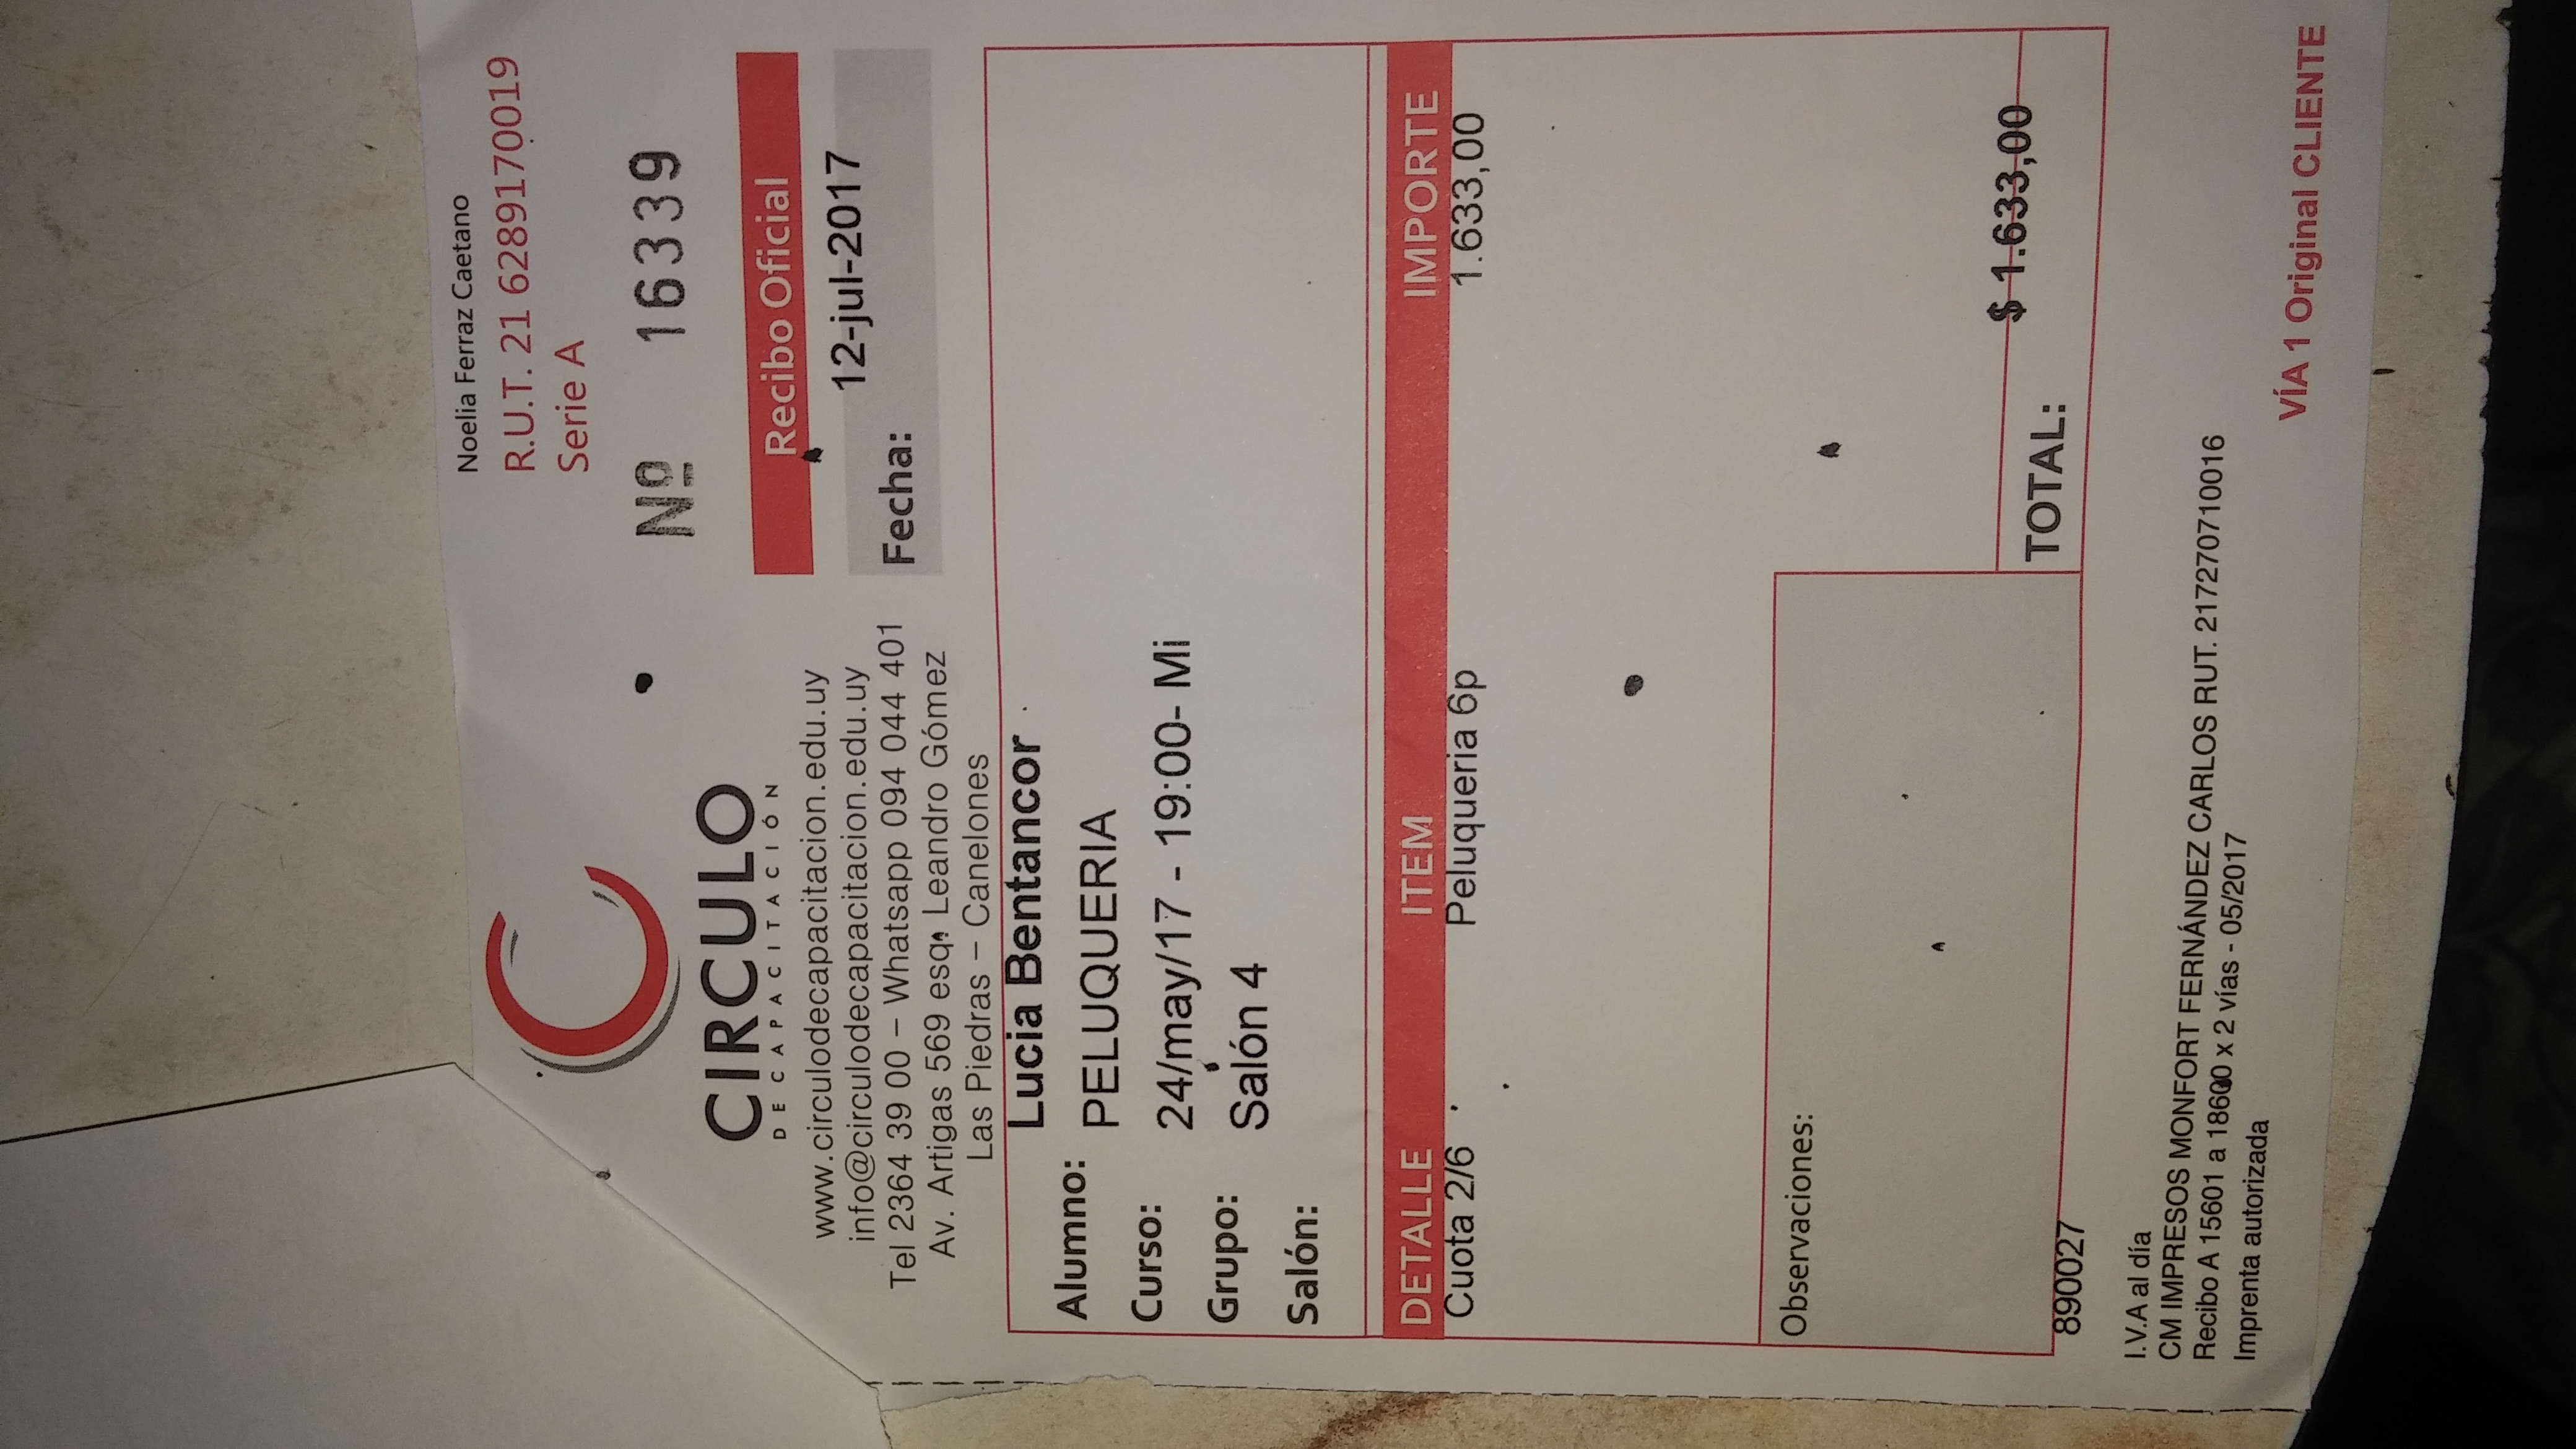 Noelia Ferraz Caetano
R.U.T. 21 6289170019
Serie A
Nº 16339
CIRCULO
DE CAPACITACIÓN
www.circulodecapacitacion.edu.uy
info@circulodecapacitacion.edu.uy
Tel 2364 39 00 – Whatsapp 094 044 401
Av. Artigas 569 esq. Leandro Gómez
Las Piedras – Canelones
Recibo Oficial
12-jul-2017
Fecha:
Lucia Bentancor
Alumno:
PELUQUERIA
Curso:
24/may/17 - 19:00- Mi
Grupo:
Salón 4
Salón:
DETALLE ITEM IMPORTE
Cuota 2/6 Peluqueria 6p 1.633,00
Observaciones:
$ 1.633,00
TOTAL:
890027
I.V.A al día
CM IMPRESOS MONFORT FERNÁNDEZ CARLOS RUT. 217270710016
Recibo A 15601 a 18600 x 2 vías - 05/2017
Imprenta autorizada
VÍA 1 Original CLIENTE